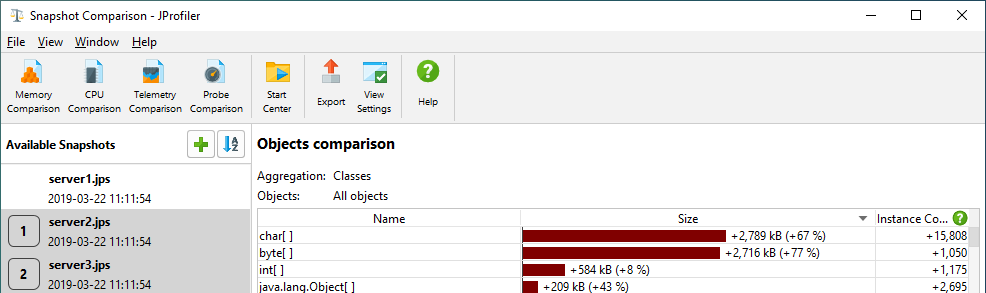 Snapshot Comparison - JProfiler
File View Window Help
Memory Comparison
CPU Comparison
Telemetry Comparison
Probe Comparison
Start Center
Export
View Settings
Help
Available Snapshots
A
Z
server1.jps
2019-03-22 11:11:54
1
server2.jps
2019-03-22 11:11:54
2
server3.jps
2019-03-22 11:11:54
Objects comparison
Aggregation: Classes
Objects: All objects
Name Size Instance Co...
char[ ] +2,789 kB (+67 %) +15,808
byte[ ] +2,716 kB (+77 %) +1,050
int[ ] +584 kB (+8 %) +1,175
java.lang.Object[ ] +209 kB (+43 %) +2,695